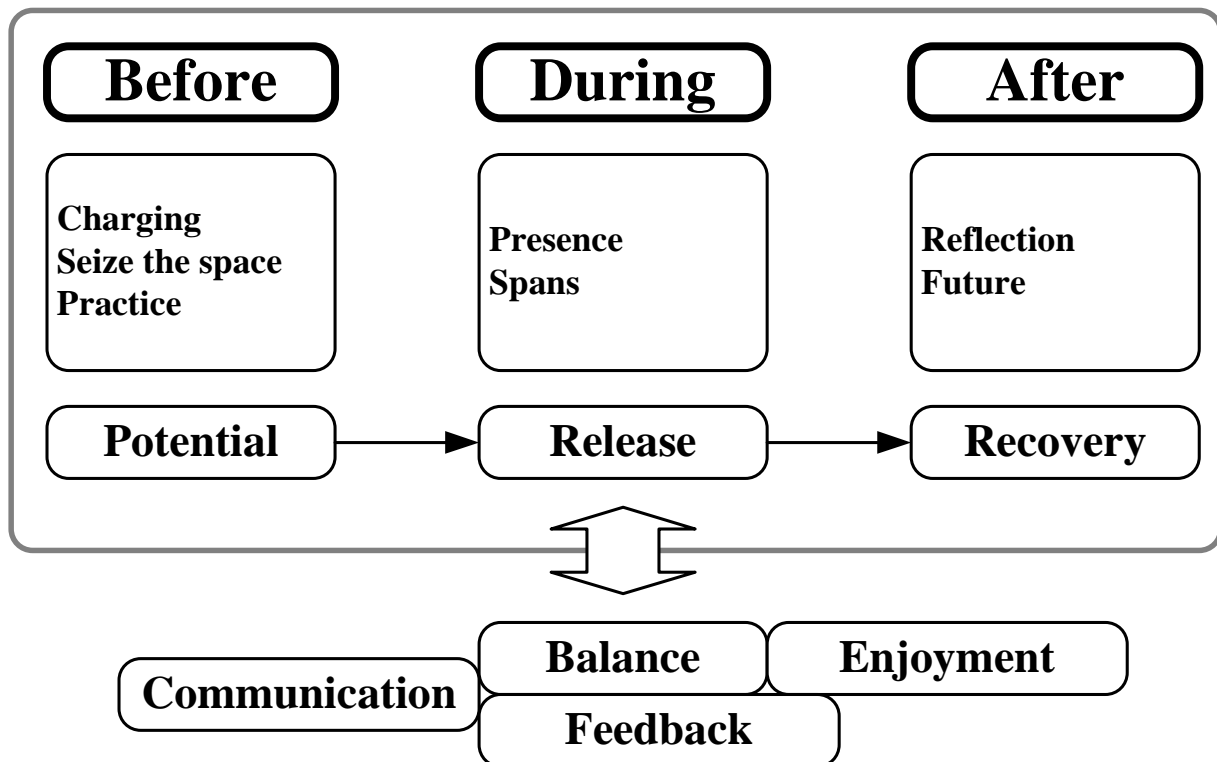 Before
During
After
Charging
Seize the space
Practice
Presence
Spans
Reflection
Future
Potential
Release
Recovery
Balance
Enjoyment
Communication
Feedback